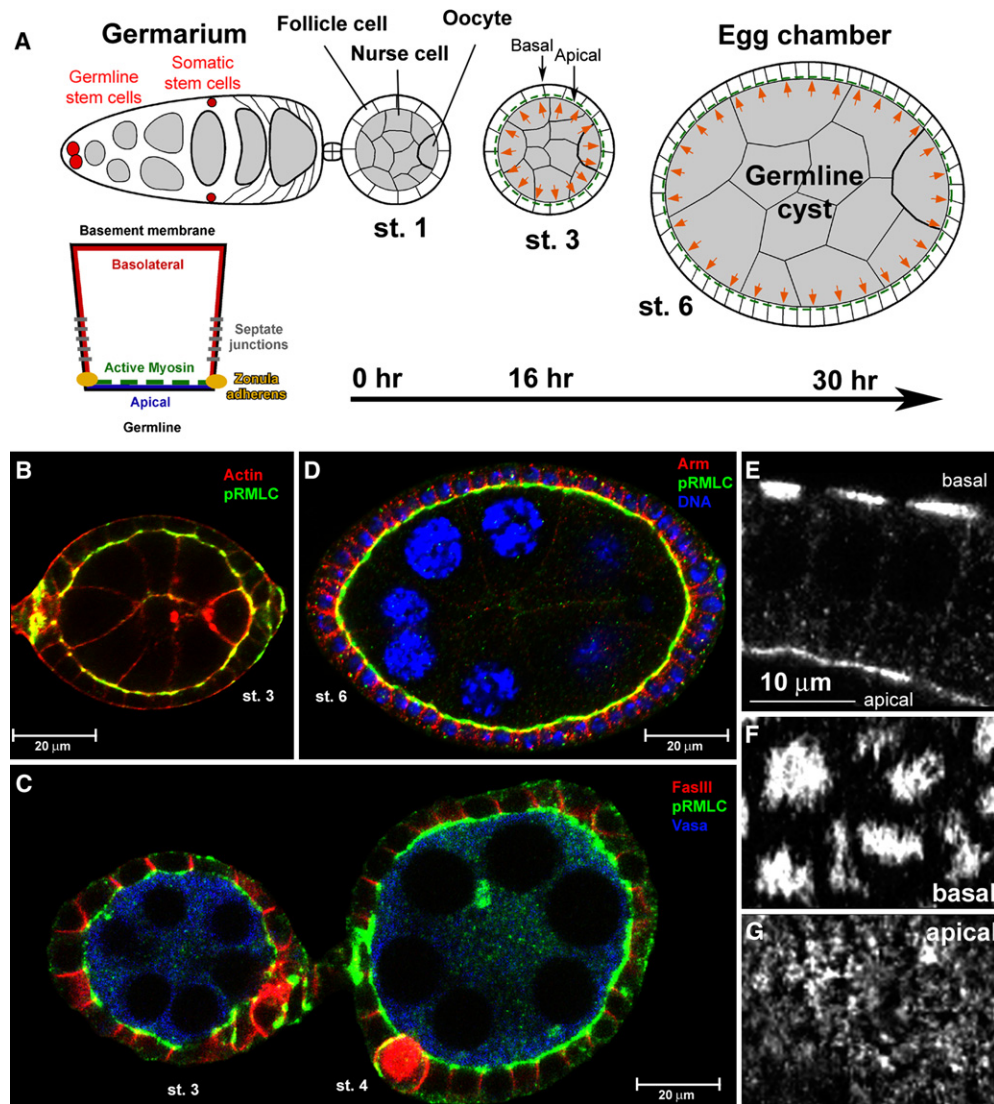 A
Germarium
Germline
stem cells
Somatic
stem cells
Follicle cell
Nurse cell
Oocyte
Basal
Apical
Egg chamber
Germline
cyst
st. 1
st. 3
st. 6
Basement membrane
Basolateral
Septate
junctions
Active Myosin
Zonula
adherens
Apical
Germline
0 hr
16 hr
30 hr
B
Actin
pRMLC
st. 3
20 μm
D
Arm
pRMLC
DNA
st. 6
20 μm
E
basal
10 μm
apical
C
FasIII
pRMLC
Vasa
st. 3
st. 4
20 μm
F
basal
G
apical